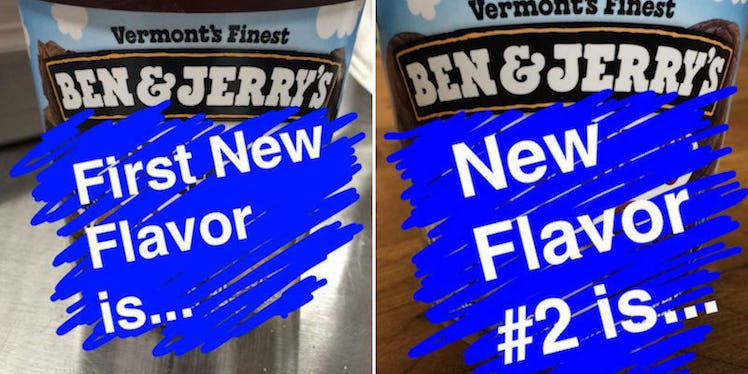 Vermont's Finest
BEN & JERRY'S
First New
Flavor
is...
Vermont's Finest
BEN & JERRY'S
New
Flavor
#2 is...